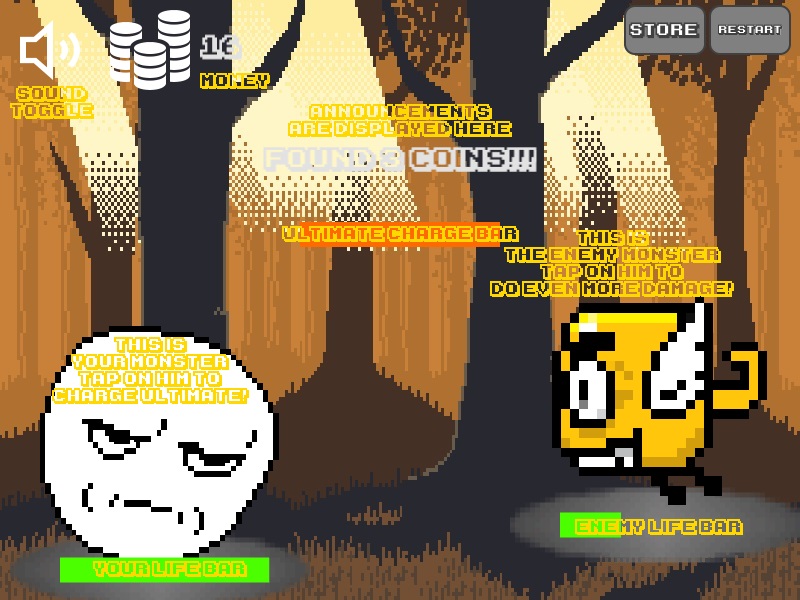 STORE
RESTART
16
MONEY
SOUND
TOGGLE
ANNOUNCEMENTS
ARE DISPLAYED HERE
FOUND 3 COINS!!!
ULTIMATE CHARGE BAR
THIS IS
THE ENEMY MONSTER
TAP ON HIM TO
DO EVEN MORE DAMAGE!
THIS IS
YOUR MONSTER
TAP ON HIM TO
CHARGE ULTIMATE!
ENEMY LIFE BAR
YOUR LIFE BAR